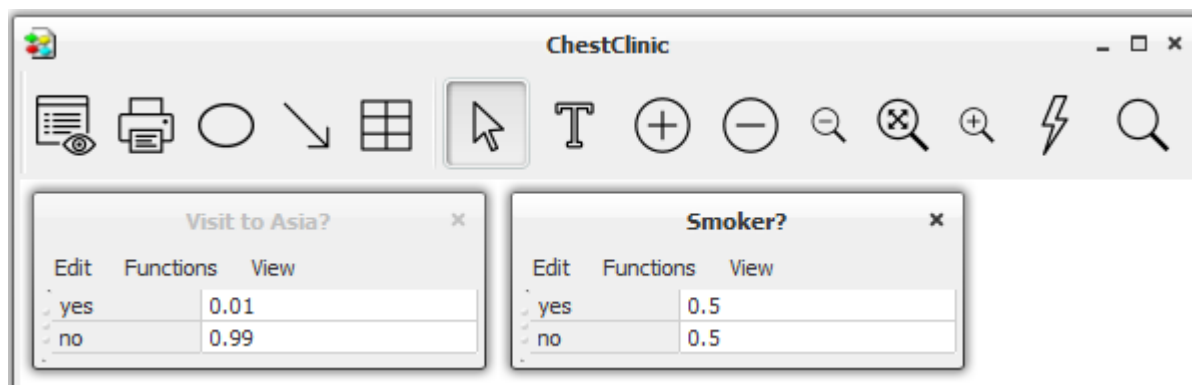 ChestClinic
Visit to Asia?
Edit Functions View
yes 0.01
no 0.99
Smoker?
Edit Functions View
yes 0.5
no 0.5